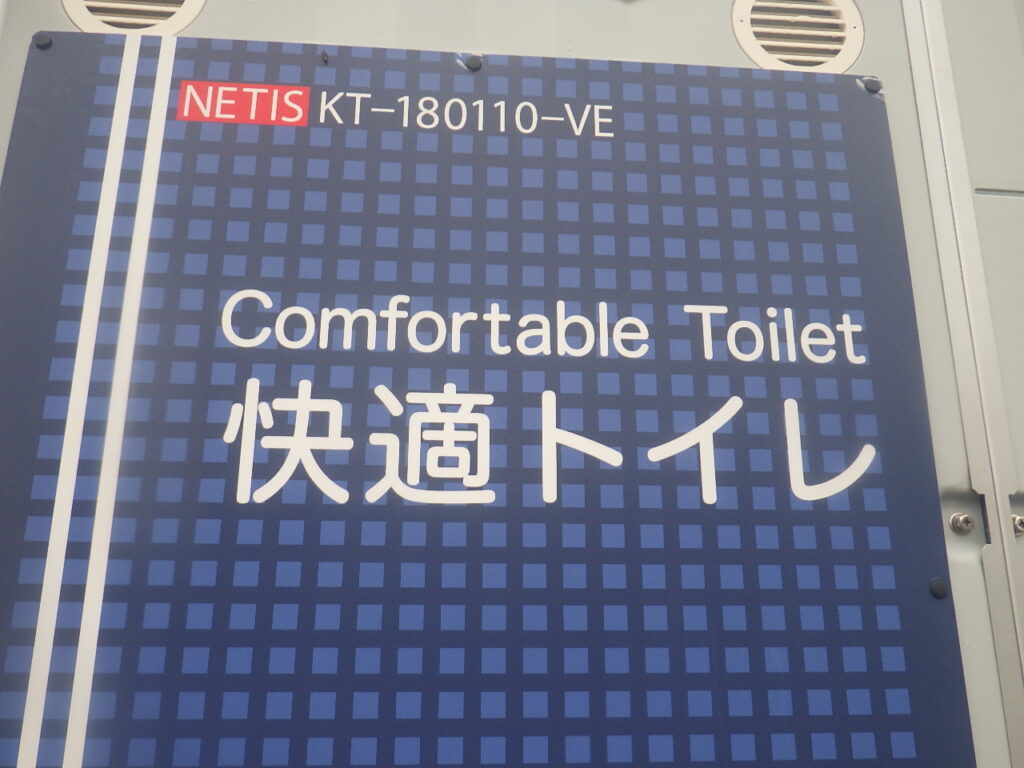 NETIS KT-180110-VE
Comfortable Toilet
快適トイレ